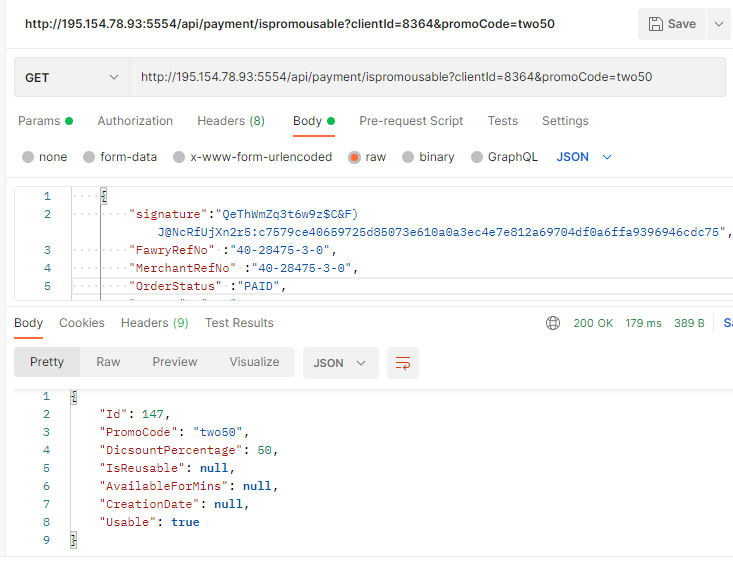 http://195.154.78.93:5554/api/payment/ispromousable?clientId=8364&promoCode=two50
Save
GET
http://195.154.78.93:5554/api/payment/ispromousable?clientId=8364&promoCode=two50
Params Authorization Headers (8) Body Pre-request Script Tests Settings
none form-data x-www-form-urlencoded raw binary GraphQL JSON
1 {
2 "signature":"QeThWmZq3t6w9z$C&F)
J@NcRfUjXn2r5:c7579ce40659725d85073e610a0a3ec4e7e812a69704df0a6ffa9396946cdc75",
3 "FawryRefNo" :"40-28475-3-0",
4 "MerchantRefNo" :"40-28475-3-0",
5 "OrderStatus" :"PAID",
Body Cookies Headers (9) Test Results 200 OK 179 ms 389 B
Pretty Raw Preview Visualize JSON
1 {
2 "Id": 147,
3 "PromoCode": "two50",
4 "DicsountPercentage": 50,
5 "IsReusable": null,
6 "AvailableForMins": null,
7 "CreationDate": null,
8 "Usable": true
9 }